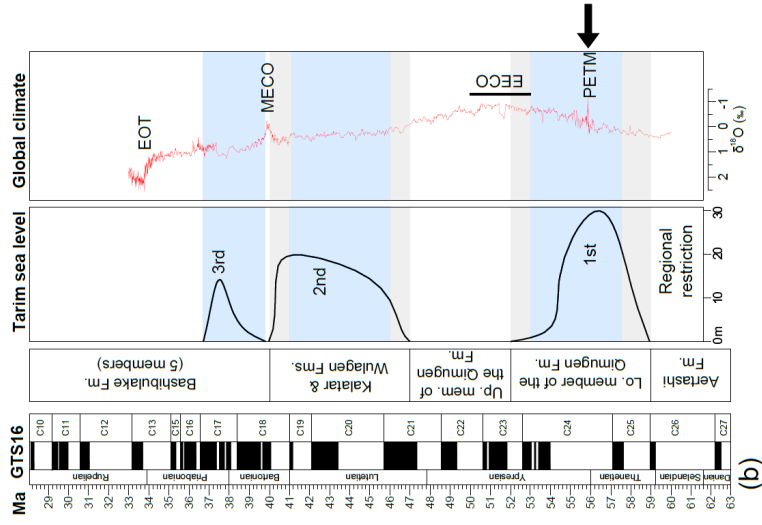 Global climate
EOT
MECO
EECO
PETM
2
1
0
-1
δ18O (‰)
Tarim sea level
3rd
2nd
1st
Regional
restriction
0m
10
20
30
Bashibulake Fm.
(5 members)
Kalatar &
Wulagen Fms.
Up. mem. of
the Qimugen
Fm.
Lo. member of the
Qimugen Fm.
Aertashi
Fm.
GTS16
C10
C11
C12
C13
C15
C16
C17
C18
C19
C20
C21
C22
C23
C24
C25
C26
C27
Rupelian
Priabonian
Bartonian
Lutetian
Ypresian
Thanetian
Selandian
Danian
Ma
29
30
31
32
33
34
35
36
37
38
39
40
41
42
43
44
45
46
47
48
49
50
51
52
53
54
55
56
57
58
59
60
61
62
63
(b)